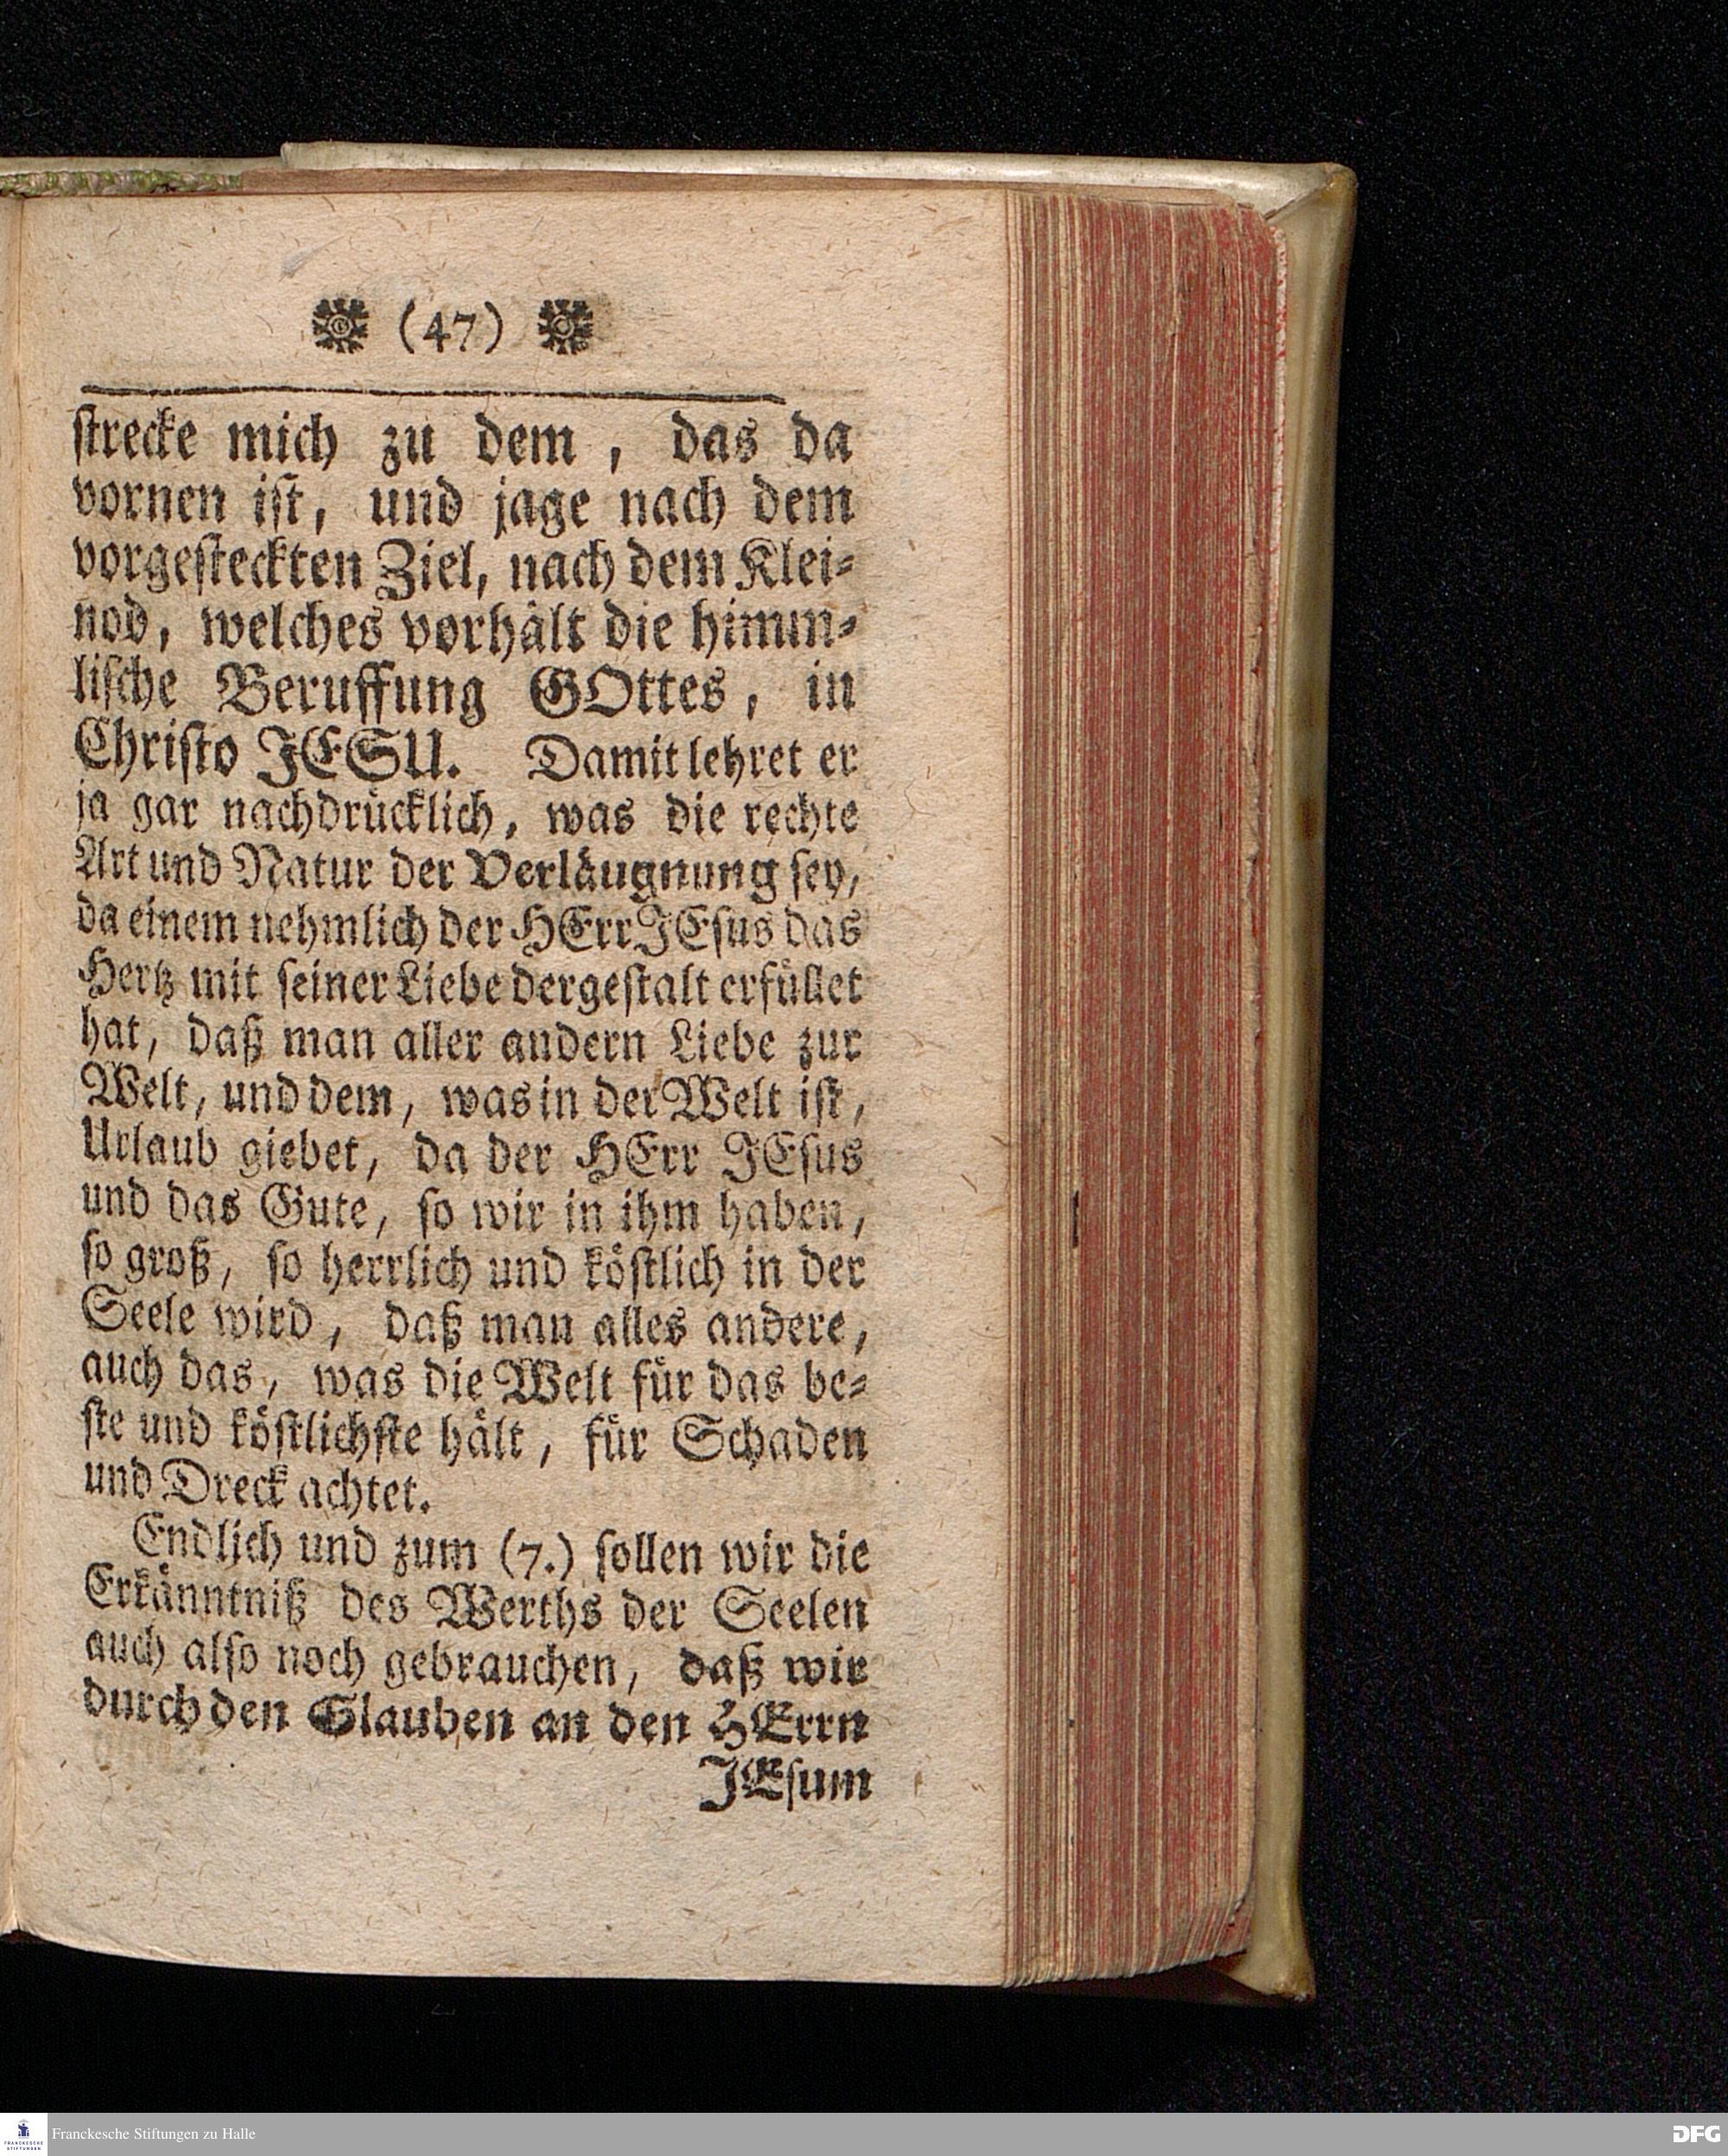 (47)
ſtrecke mich zu dem, das da
vornen iſt, und jage nach dem
vorgeſteckten Ziel, nach dem Klei-
nod, welches vorhält die himm-
liſche Beruffung GOttes, in
Chriſto JESU. Damit lehret er
ja gar nachdrücklich, was die rechte
Art und Natur der Verläugnung ſey,
da einem nehmlich der HErr JEſus das
Hertz mit ſeiner Liebe dergeſtalt erfüllet
hat, daß man aller andern Liebe zur
Welt, und dem, was in der Welt iſt,
Urlaub giebet, da der HErr JEſus
und das Gute, ſo wir in ihm haben,
ſo groß, ſo herrlich und köſtlich in der
Seele wird, daß man alles andere,
auch das, was die Welt für das be-
ſte und köſtlichſte hält, für Schaden
und Dreck achtet.
Endlich und zum (7.) ſollen wir die
Erkänntniß des Werths der Seelen
auch alſo noch gebrauchen, daß wir
durch den Glauben an den HErrn
JEſum
Franckesche Stiftungen zu Halle
FRANCKESCHE
STIFTUNGEN
DFG